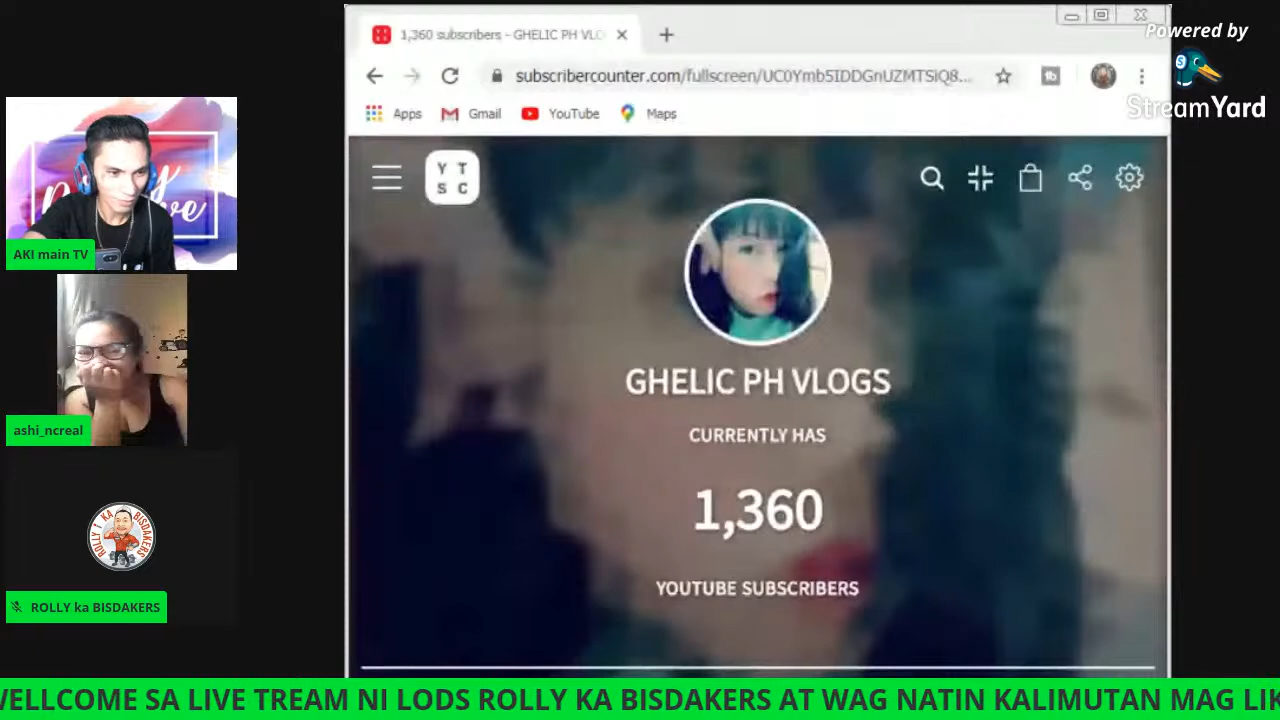 1,360 subscribers - GHELIC PH VLO
subscribercounter.com/fullscreen/UC0Ymb5IDDGnUZMTSiQ8...
Apps
Gmail
YouTube
Maps
Powered by
StreamYard
Y T
S C
AKI main TV
GHELIC PH VLOGS
CURRENTLY HAS
1,360
YOUTUBE SUBSCRIBERS
ashi_ncreal
ROLLY ka BISDAKERS
WELLCOME SA LIVE TREAM NI LODS ROLLY KA BISDAKERS AT WAG NATIN KALIMUTAN MAG LIK